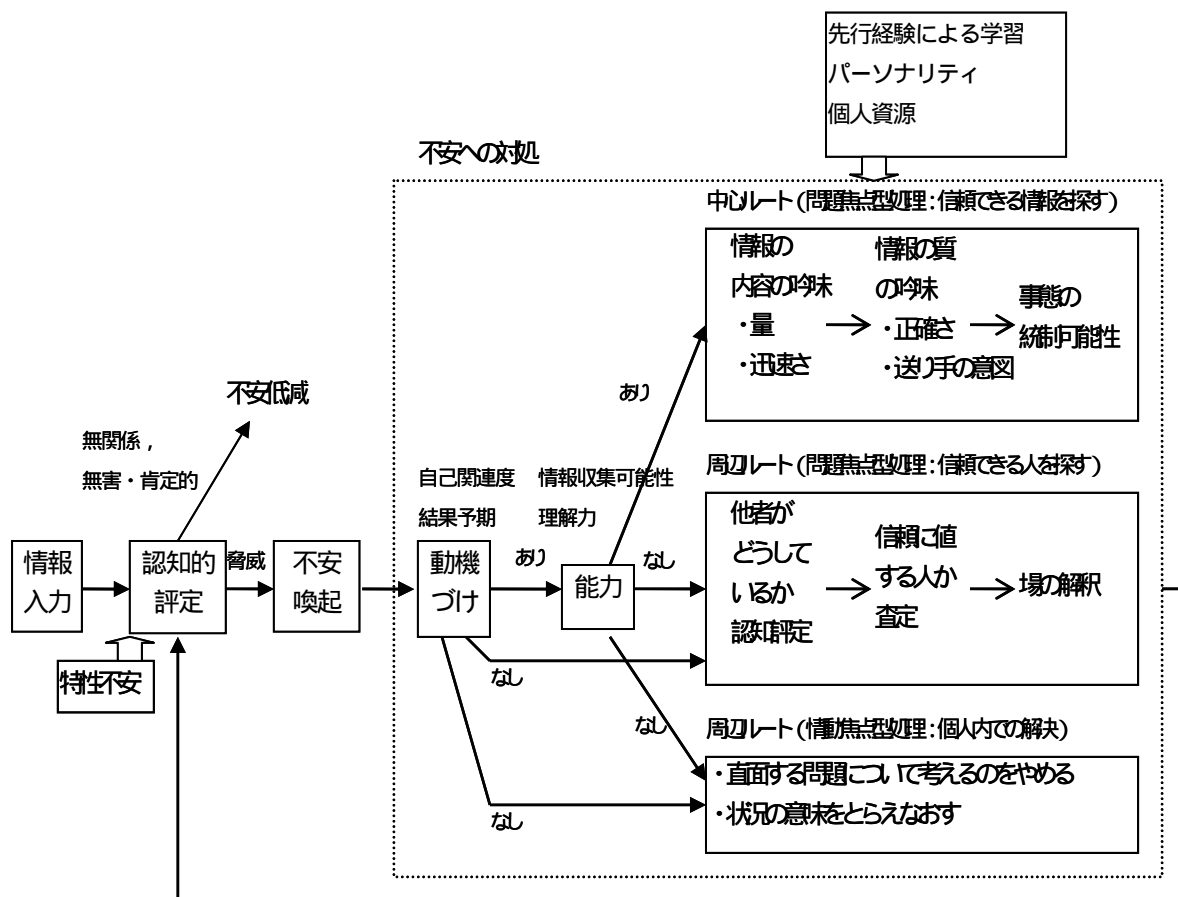 先行経験による学習
パーソナリティ
個人資源
不安への対処
中心ルート(問題焦点型処理:信頼できる情報を探す)
情報の
内容の吟味
・量
・迅速さ
情報の質
の吟味
・正確さ
・送り手の意図
事態の
統制可能性
不安低減
無関係,
無害・肯定的
あり
自己関連度
結果予期
情報収集可能性
理解力
周辺ルート(問題焦点型処理:信頼できる人を探す)
他者が
どうして
いるか
認知評定
信頼に値
する人か
査定
場の解釈
情報
入力
認知的
評定
脅威
不安
喚起
動機
づけ
あり
能力
なし
特性不安
なし
なし
周辺ルート(情動焦点型処理:個人内での解決)
・直面する問題について考えるのをやめる
・状況の意味をとらえなおす
なし